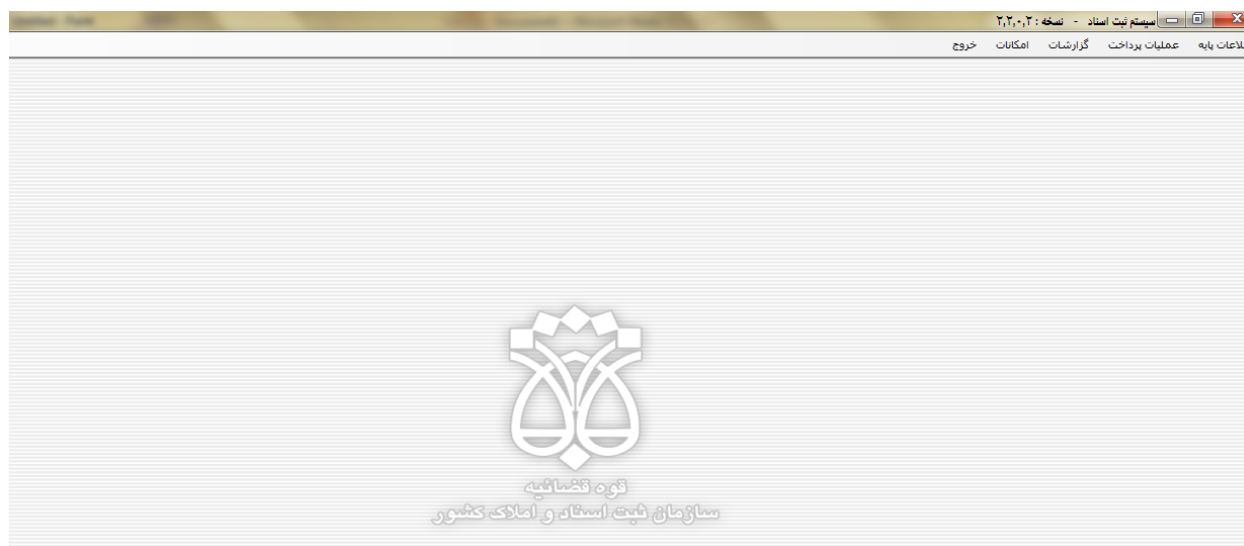 سیستم ثبت اسناد - نسخه : ۲,۲,۰,۲
لاعات پایه عملیات پرداخت گزارشات امکانات خروج
قوه قضائیه
سازمان ثبت اسناد و املاک کشور